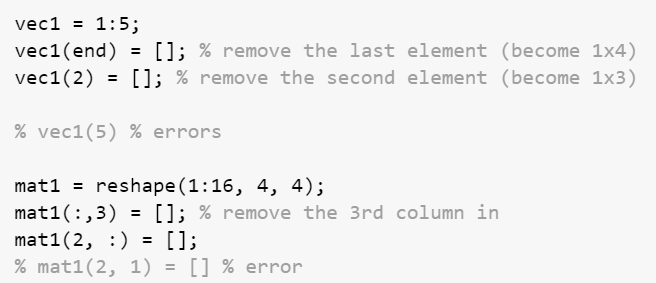 vec1 = 1:5;
vec1(end) = []; % remove the last element (become 1x4)
vec1(2) = []; % remove the second element (become 1x3)
% vec1(5) % errors
mat1 = reshape(1:16, 4, 4);
mat1(:,3) = []; % remove the 3rd column in
mat1(2, :) = [];
% mat1(2, 1) = [] % error